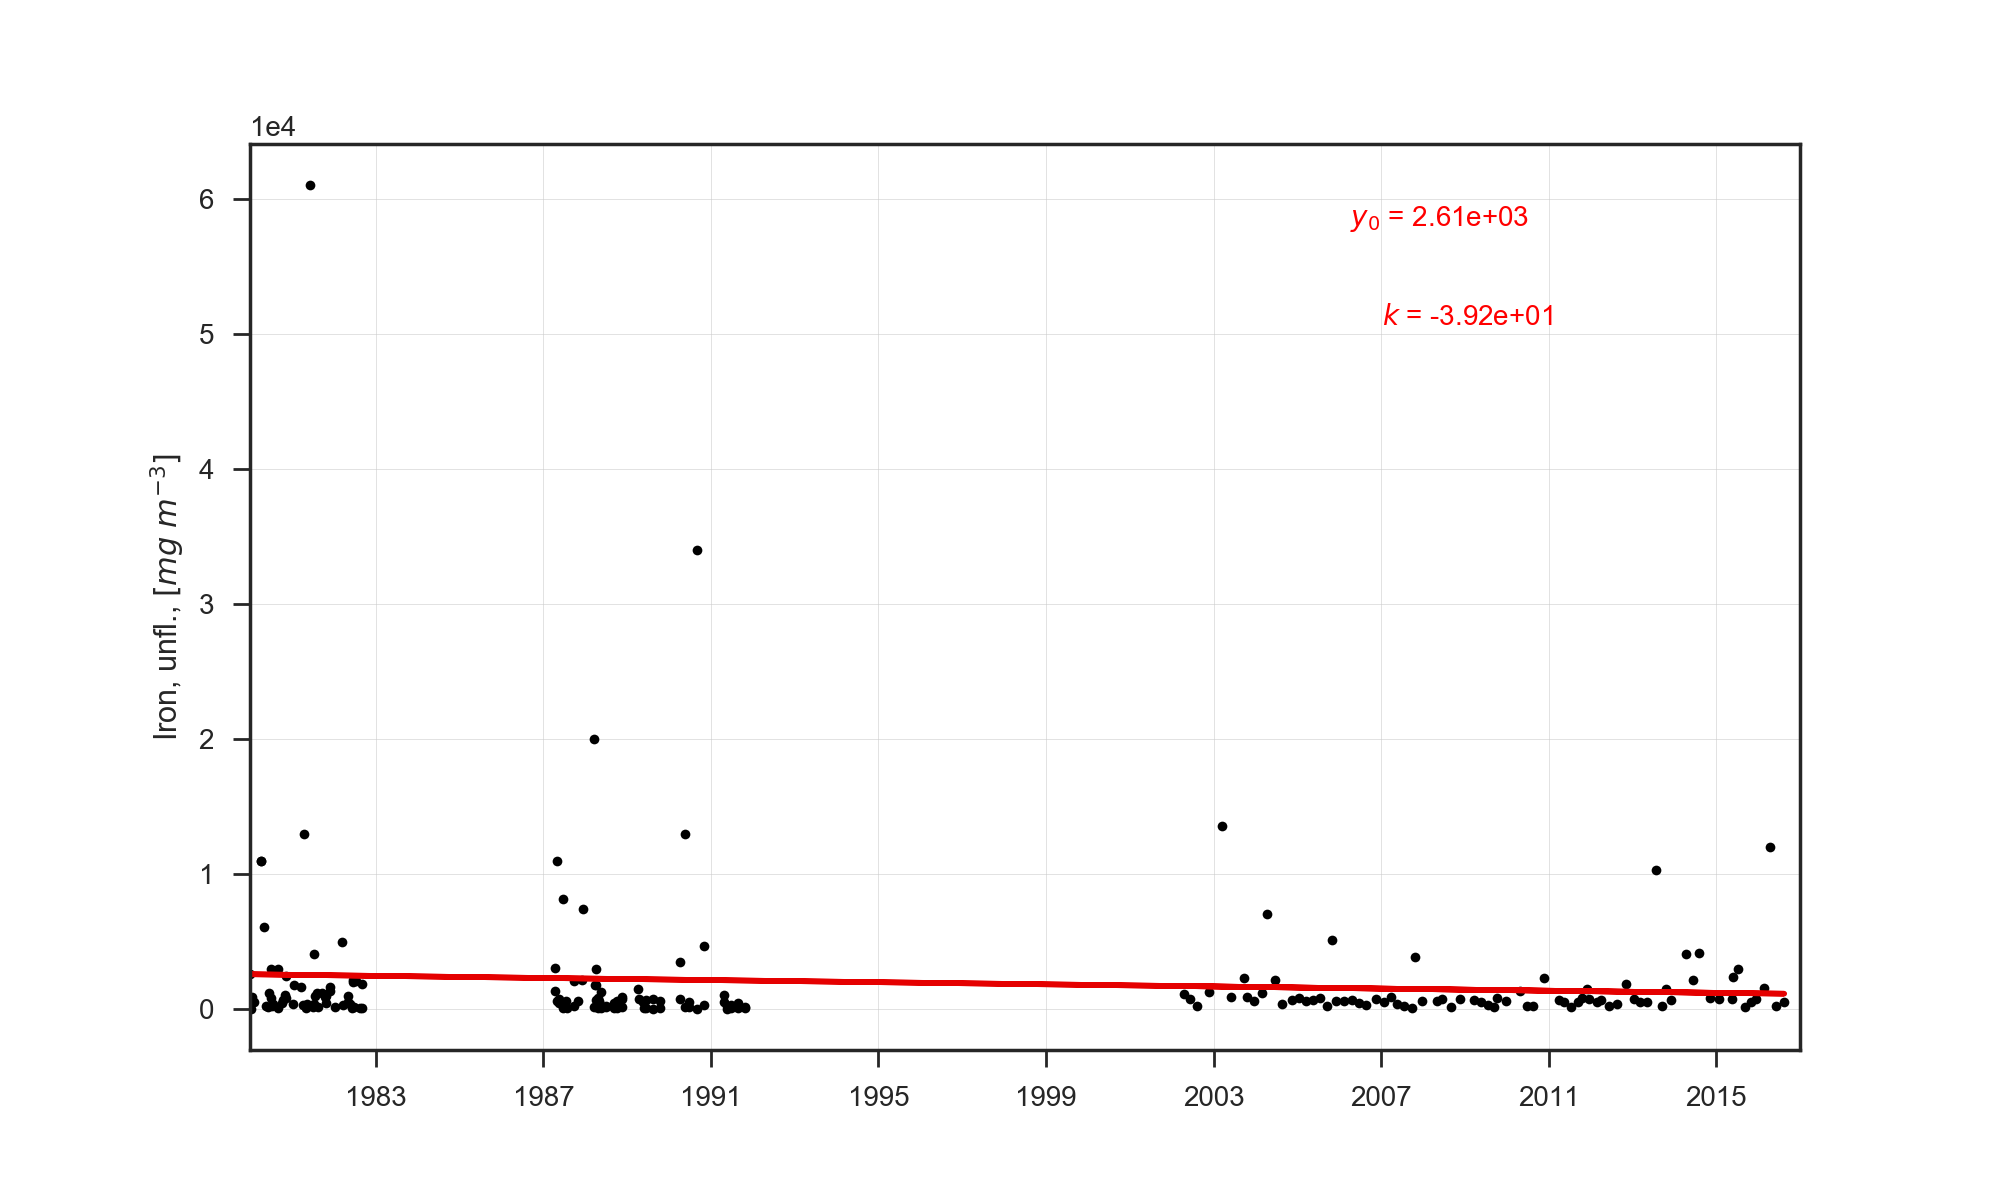 1e4
6
5
4
3
2
1
0
Iron, unfl., [mg m⁻³]
y₀ = 2.61e+03
k = -3.92e+01
1983 1987 1991 1995 1999 2003 2007 2011 2015